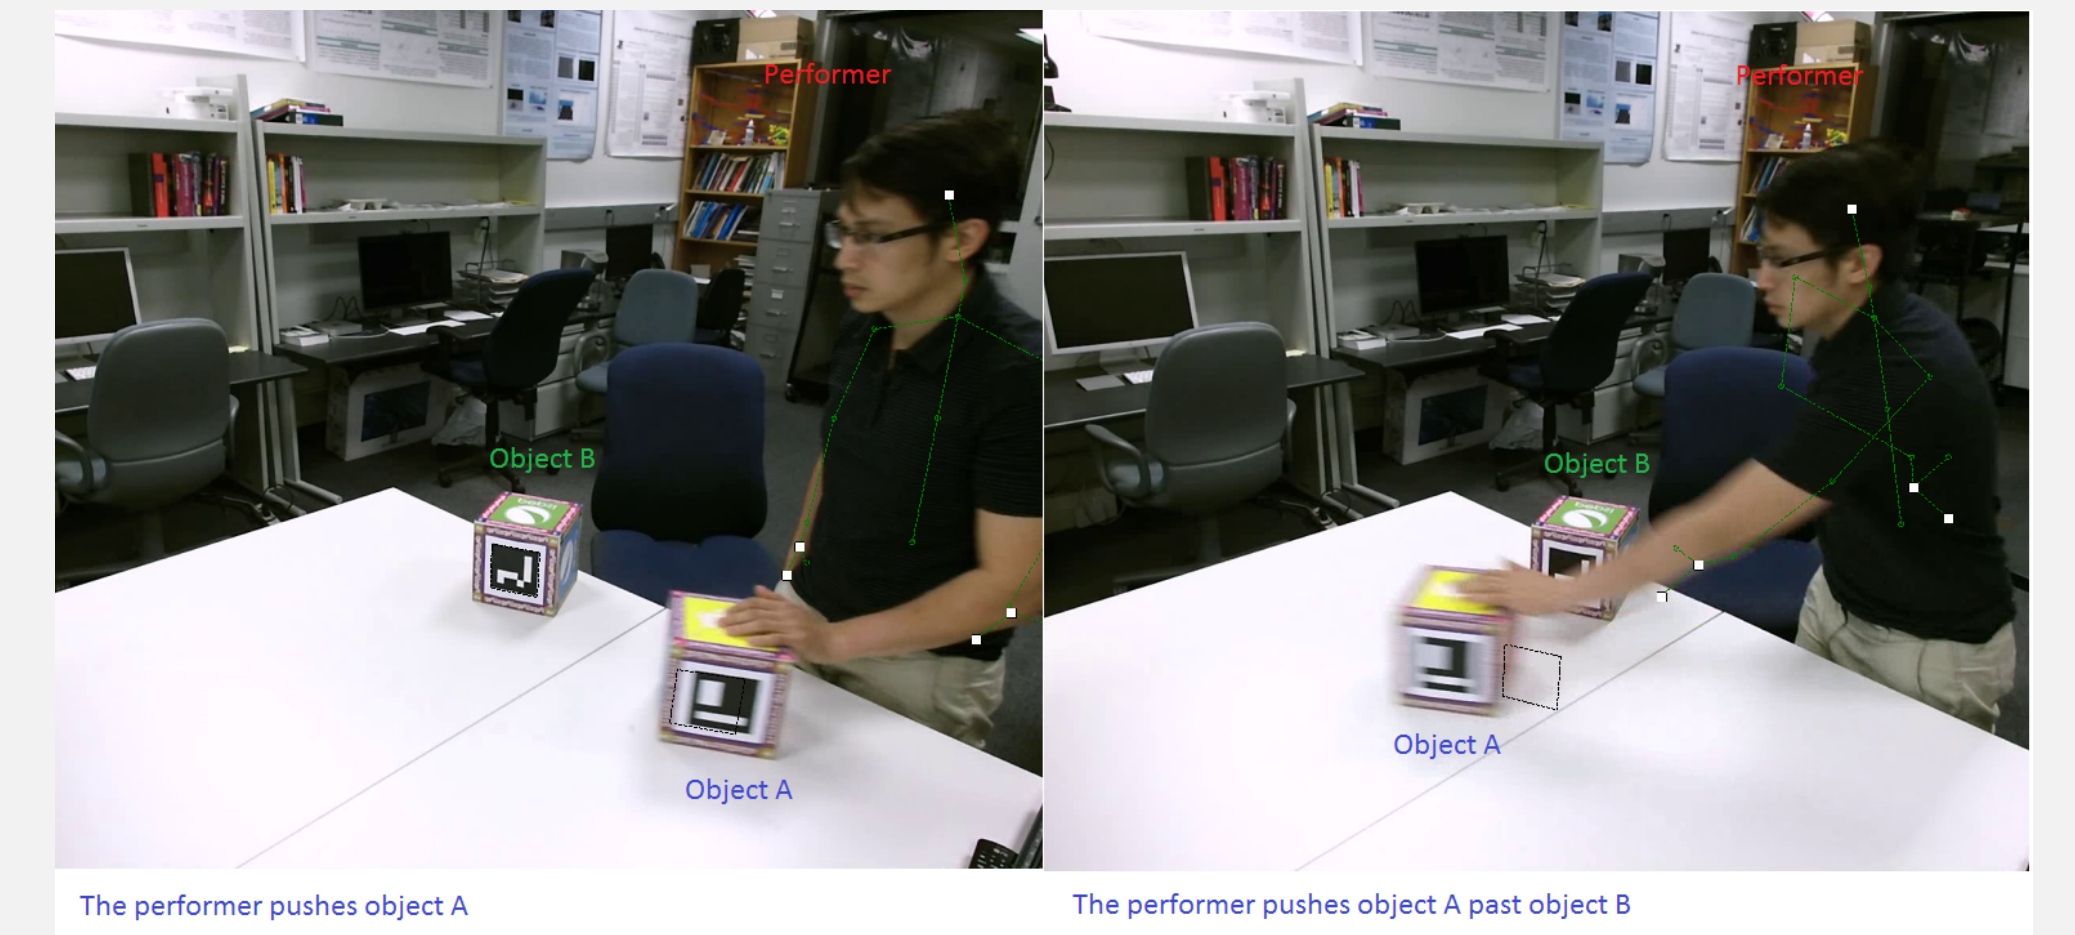 Performer
Object B
Object A
The performer pushes object A
Performer
Object B
Object A
The performer pushes object A past object B